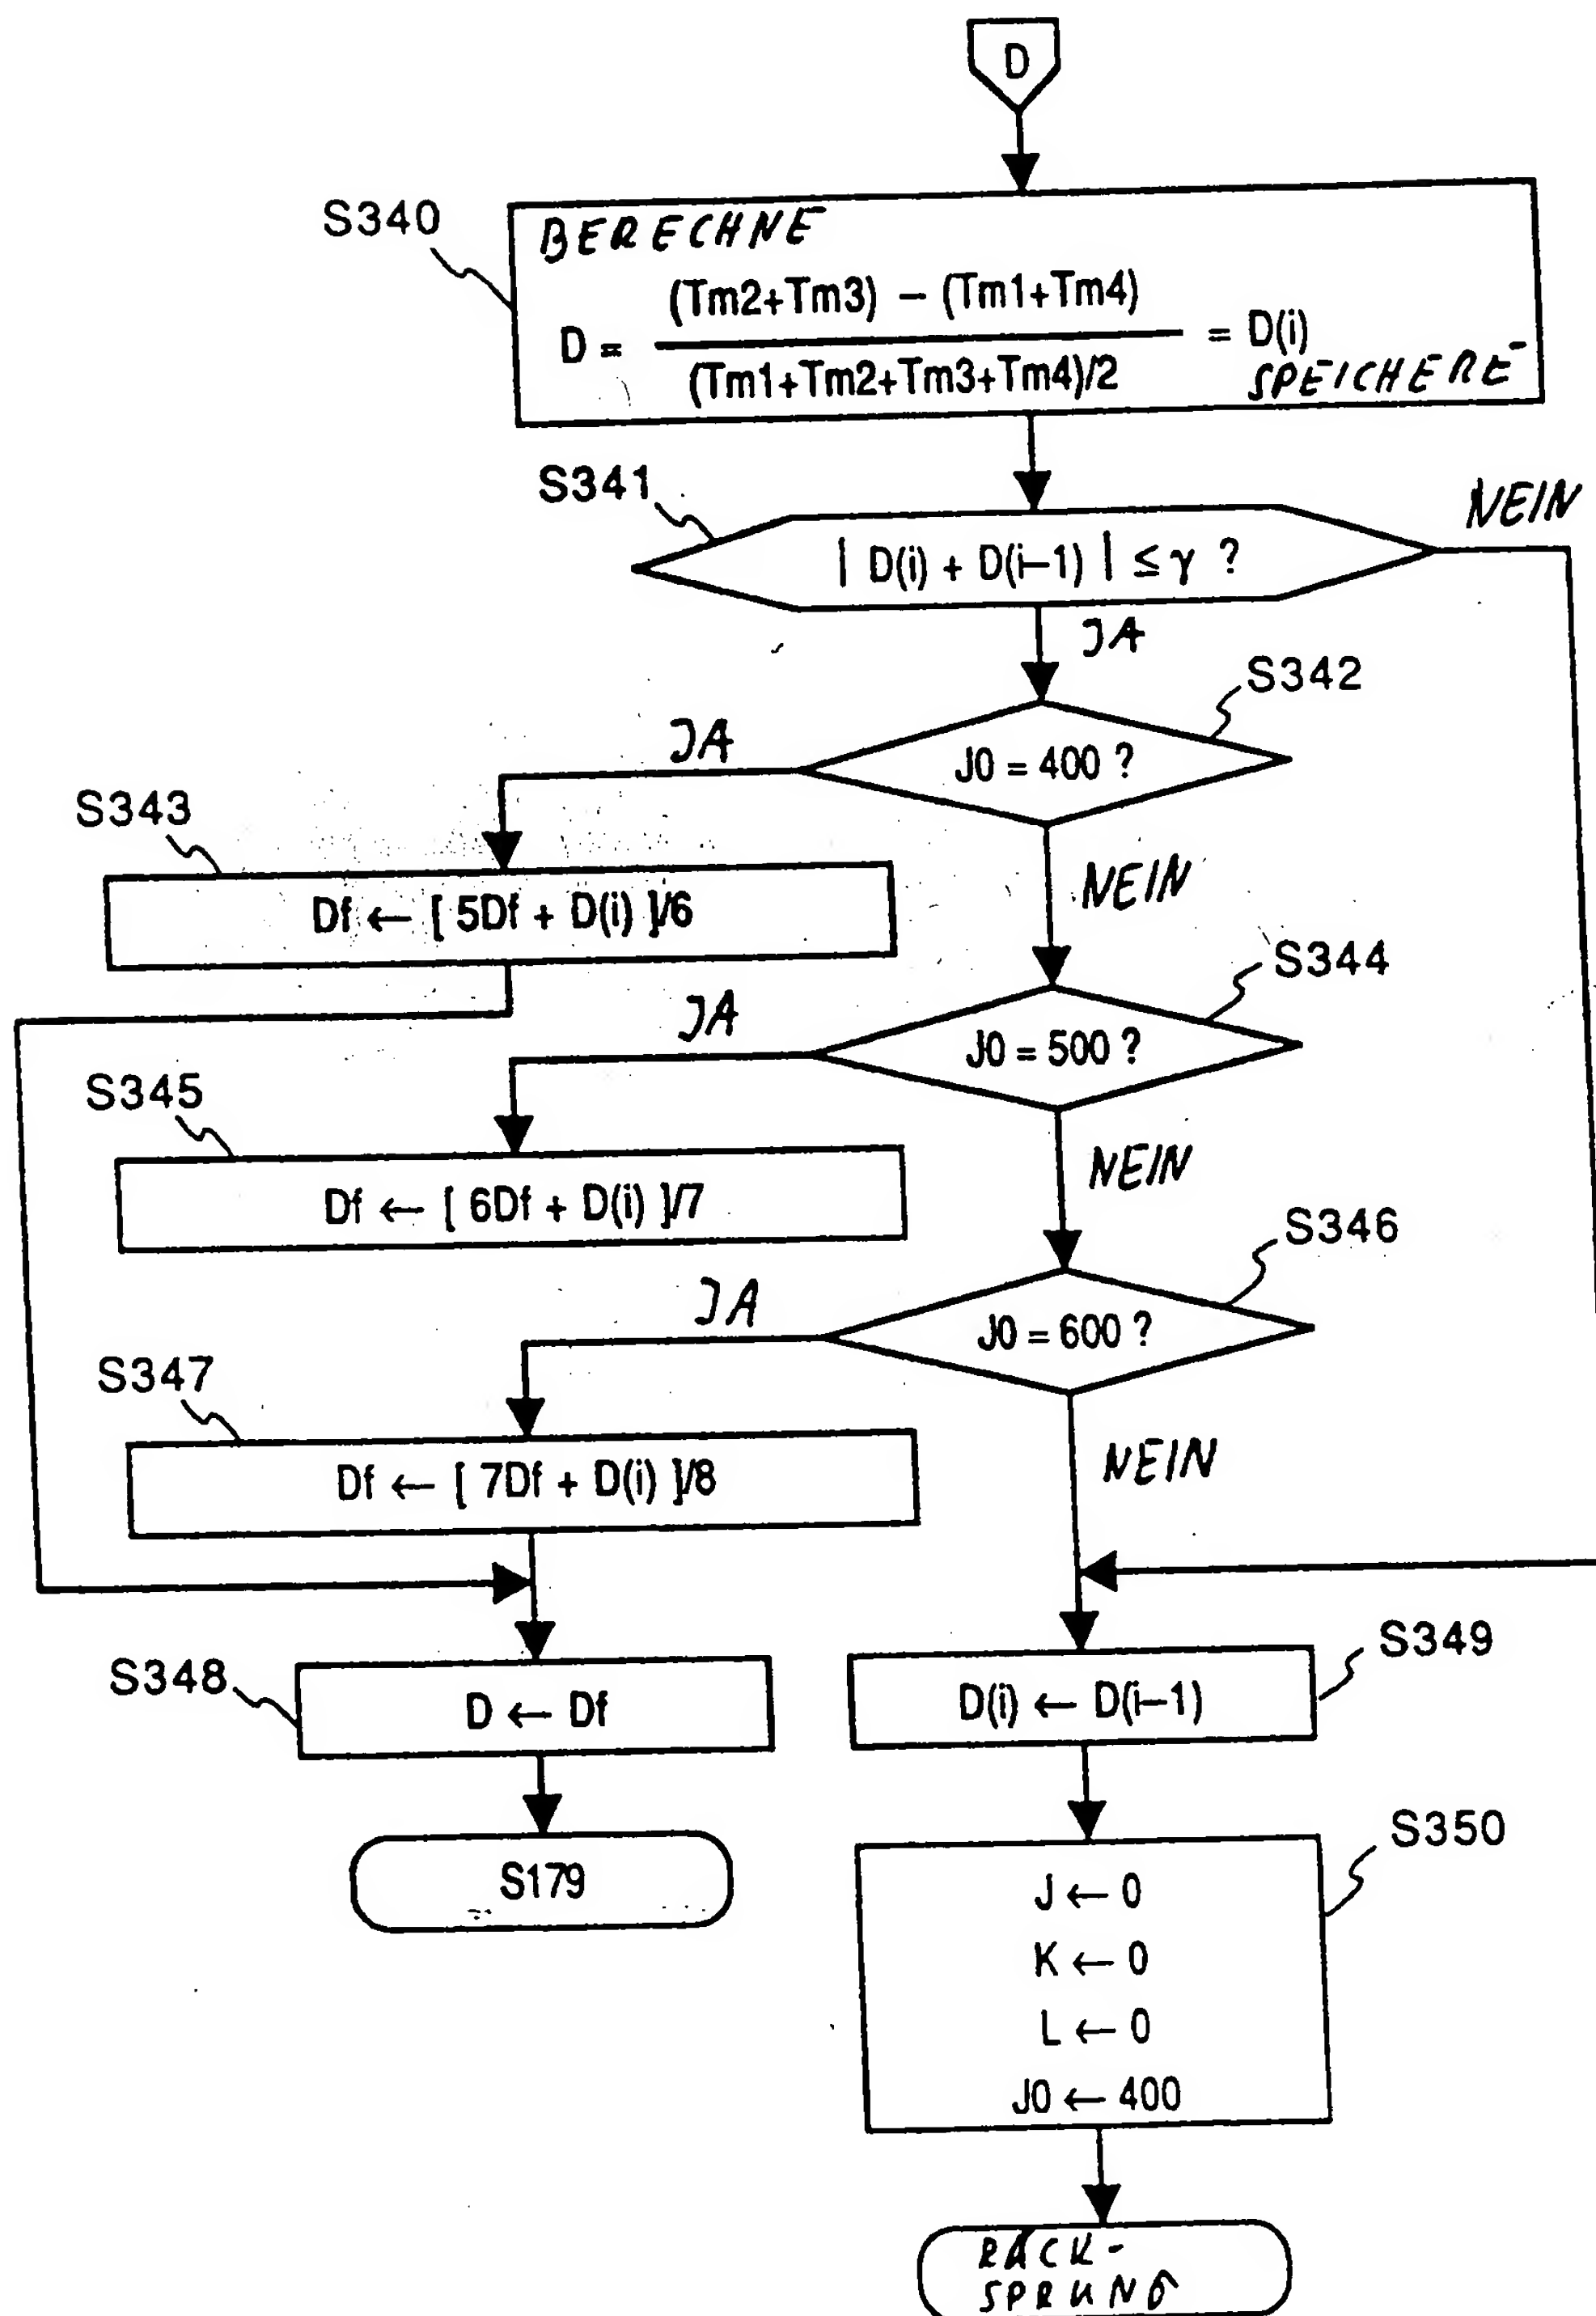 D
S340
BERECHNE
D = (Tm2+Tm3) – (Tm1+Tm4) / (Tm1+Tm2+Tm3+Tm4)/2 = D(i)
SPEICHERE
S341
NEIN
| D(i) + D(i–1) | ≤ γ ?
JA
S342
JA
J0 = 400 ?
S343
NEIN
Df ← [ 5Df + D(i) ]/6
S344
JA
J0 = 500 ?
S345
NEIN
Df ← [ 6Df + D(i) ]/7
S346
JA
J0 = 600 ?
S347
NEIN
Df ← [ 7Df + D(i) ]/8
S348
D ← Df
S349
D(i) ← D(i–1)
S179
S350
J ← 0
K ← 0
L ← 0
J0 ← 400
RÜCK-
SPRUNG